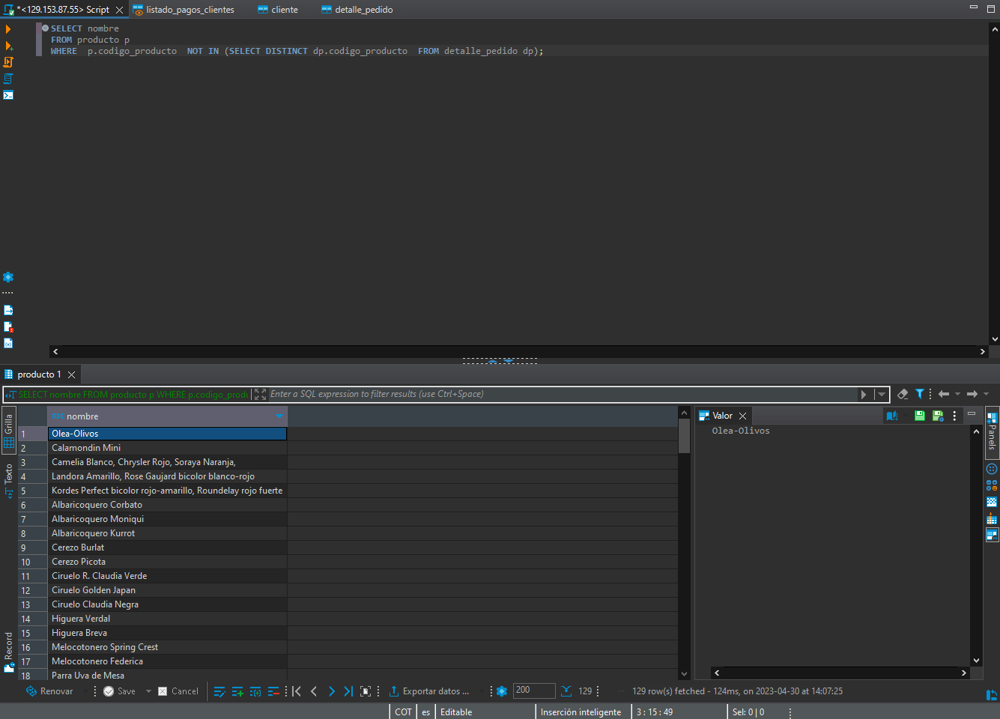 *<129.153.87.55> Script
listado_pagos_clientes
cliente
detalle_pedido
SELECT nombre
FROM producto p
WHERE p.codigo_producto NOT IN (SELECT DISTINCT dp.codigo_producto FROM detalle_pedido dp);
producto 1
SELECT nombre FROM producto p WHERE p.codigo_prod
Enter a SQL expression to filter results (use Ctrl+Space)
Grilla
Texto
Record
ABC nombre
1 Olea-Olivos
2 Calamondin Mini
3 Camelia Blanco, Chrysler Rojo, Soraya Naranja,
4 Landora Amarillo, Rose Gaujard bicolor blanco-rojo
5 Kordes Perfect bicolor rojo-amarillo, Roundelay rojo fuerte
6 Albaricoquero Corbato
7 Albaricoquero Moniqui
8 Albaricoquero Kurrot
9 Cerezo Burlat
10 Cerezo Picota
11 Ciruelo R. Claudia Verde
12 Ciruelo Golden Japan
13 Ciruelo Claudia Negra
14 Higuera Verdal
15 Higuera Breva
16 Melocotonero Spring Crest
17 Melocotonero Federica
18 Parra Uva de Mesa
Valor
Olea-Olivos
Panels
Renovar
Save
Cancel
Exportar datos ...
200
129
129 row(s) fetched - 124ms, on 2023-04-30 at 14:07:25
COT
es
Editable
Inserción inteligente
3 : 15 : 49
Sel: 0 | 0